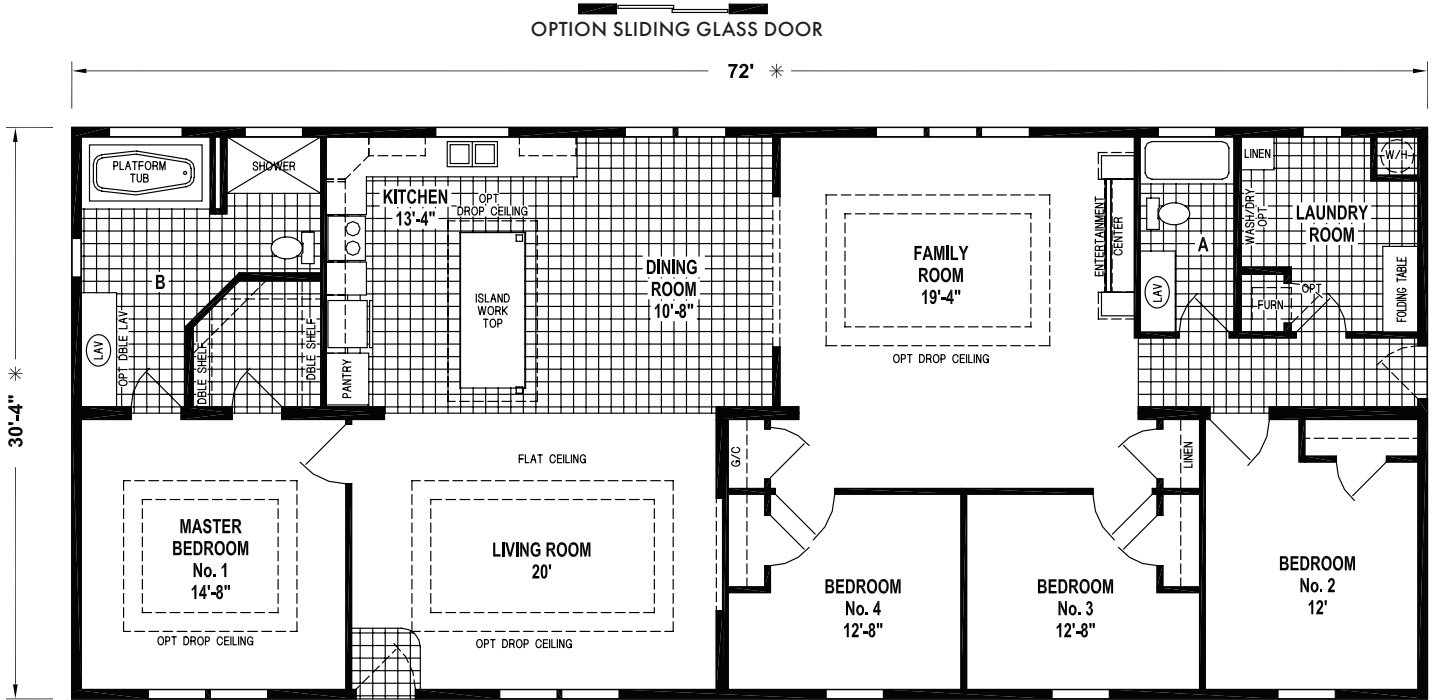 OPTION SLIDING GLASS DOOR
72' ✳
30'-4" ✳
PLATFORM
TUB
SHOWER
B
LAV
OPT DBLE LAV
DBLE SHELF
DBLE SHELF
KITCHEN
13'-4"
OPT
DROP CEILING
ISLAND
WORK
TOP
PANTRY
DINING
ROOM
10'-8"
FAMILY
ROOM
19'-4"
OPT DROP CEILING
ENTERTAINMENT
CENTER
A
LAV
LINEN
W/H
WASH/DRY
OPT
LAUNDRY
ROOM
FURN
OPT
FOLDING TABLE
MASTER
BEDROOM
No. 1
14'-8"
OPT DROP CEILING
FLAT CEILING
LIVING ROOM
20'
OPT DROP CEILING
G/C
LINEN
BEDROOM
No. 4
12'-8"
BEDROOM
No. 3
12'-8"
BEDROOM
No. 2
12'